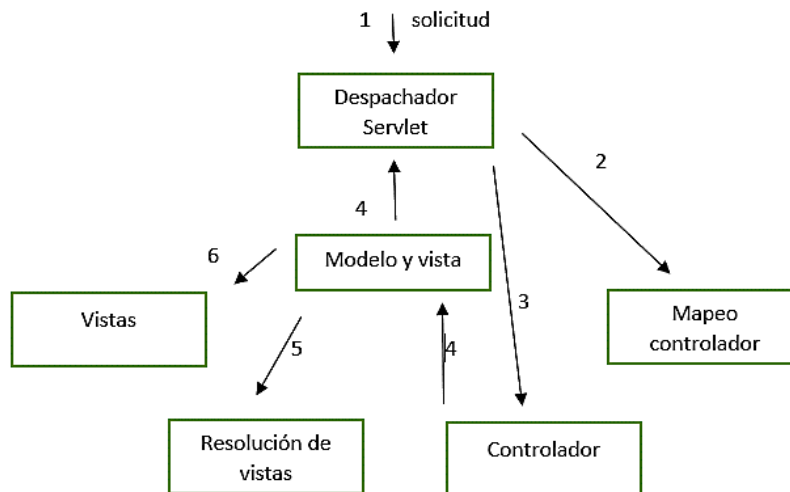 1 solicitud
Despachador
Servlet
2
4
Modelo y vista
6
3
Vistas
Mapeo
controlador
5
4
Resolución de
vistas
Controlador